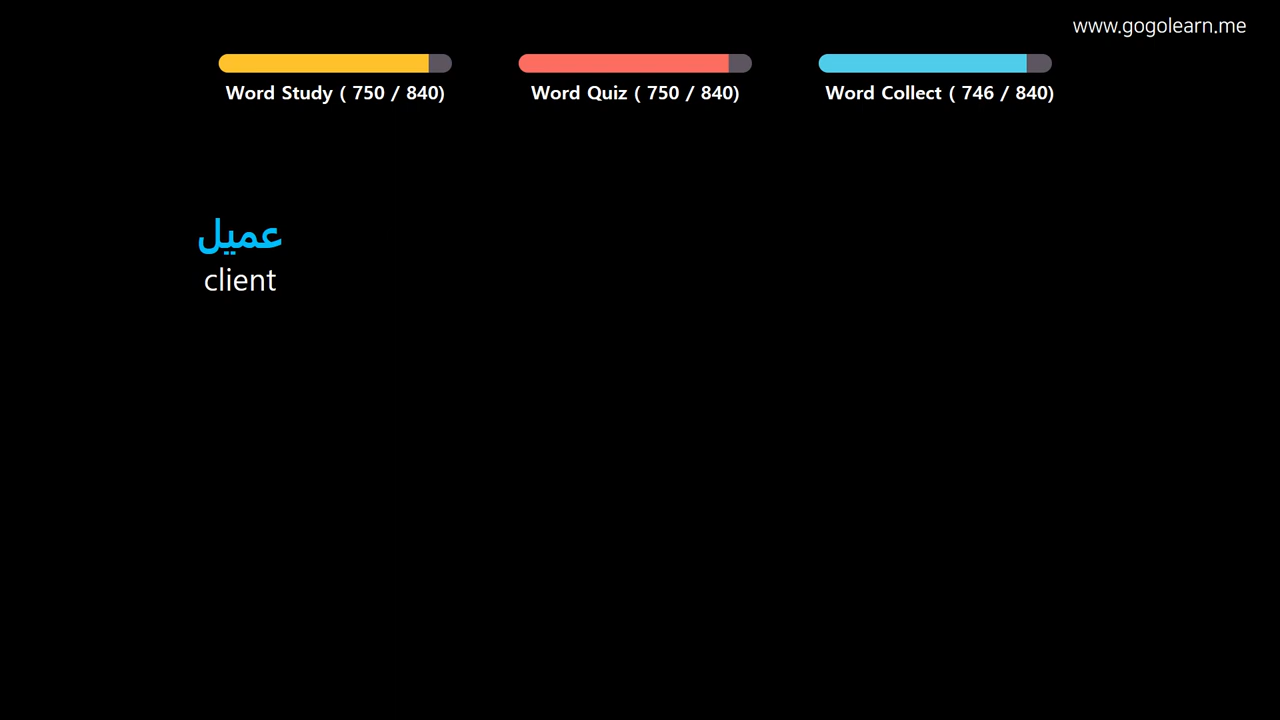 www.gogolearn.me
Word Study ( 750 / 840)
Word Quiz ( 750 / 840)
Word Collect ( 746 / 840)
عميل
client